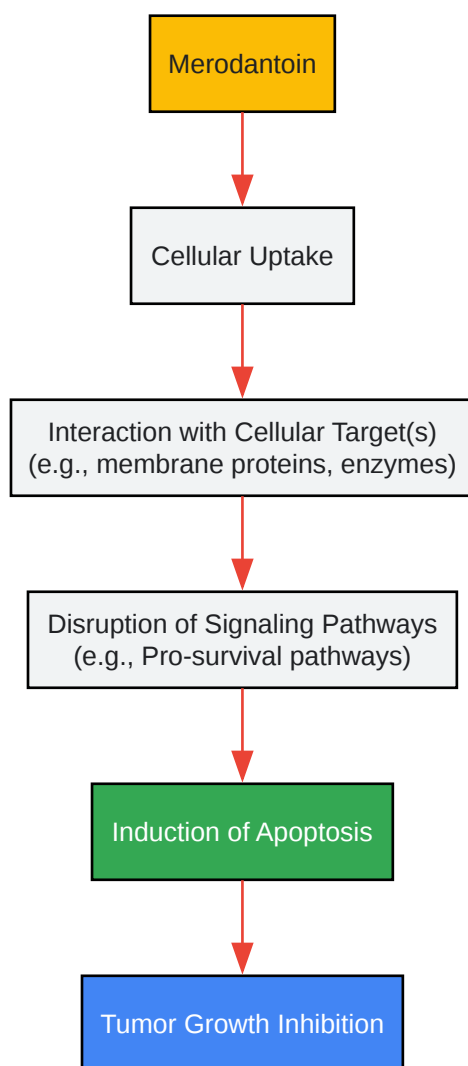 Merodantoin
Cellular Uptake
Interaction with Cellular Target(s)
(e.g., membrane proteins, enzymes)
Disruption of Signaling Pathways
(e.g., Pro-survival pathways)
Induction of Apoptosis
Tumor Growth Inhibition